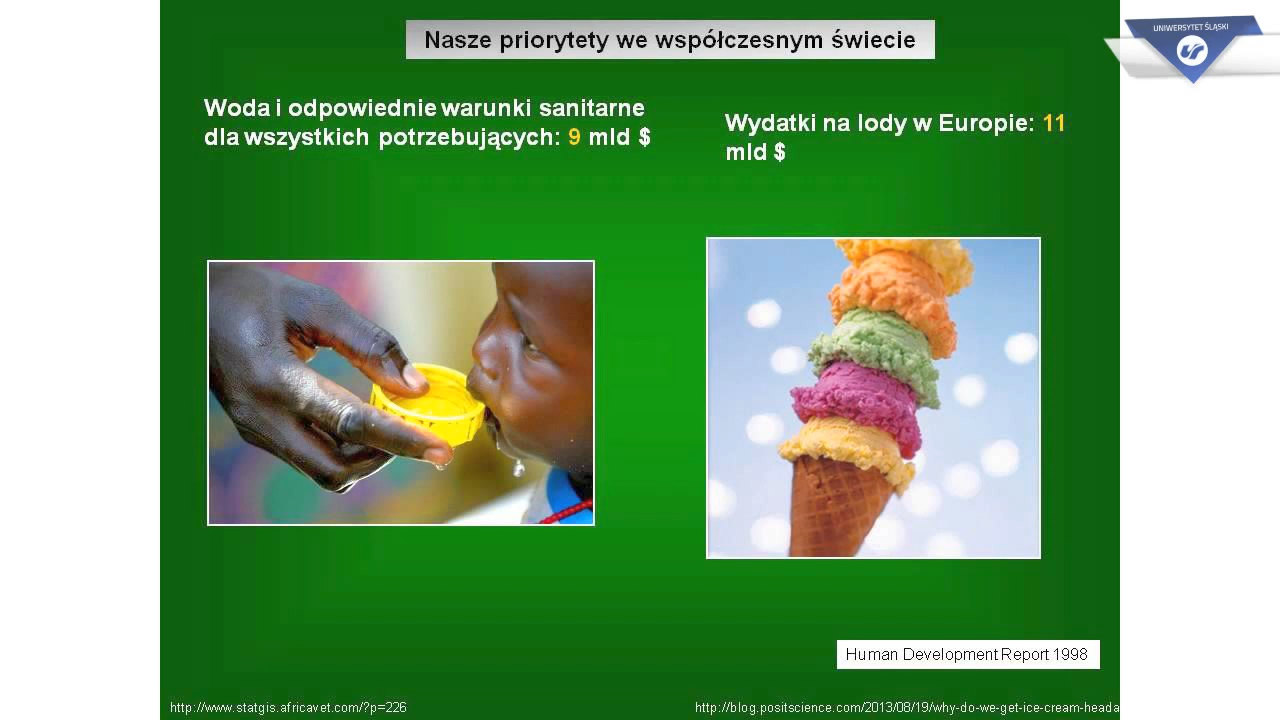 Nasze priorytety we współczesnym świecie
UNIWERSYTET ŚLĄSKI
Woda i odpowiednie warunki sanitarne
dla wszystkich potrzebujących: 9 mld $
Wydatki na lody w Europie: 11
mld $
Human Development Report 1998
http://www.statgis.africavet.com/?p=226
http://blog.positscience.com/2013/08/19/why-do-we-get-ice-cream-heada